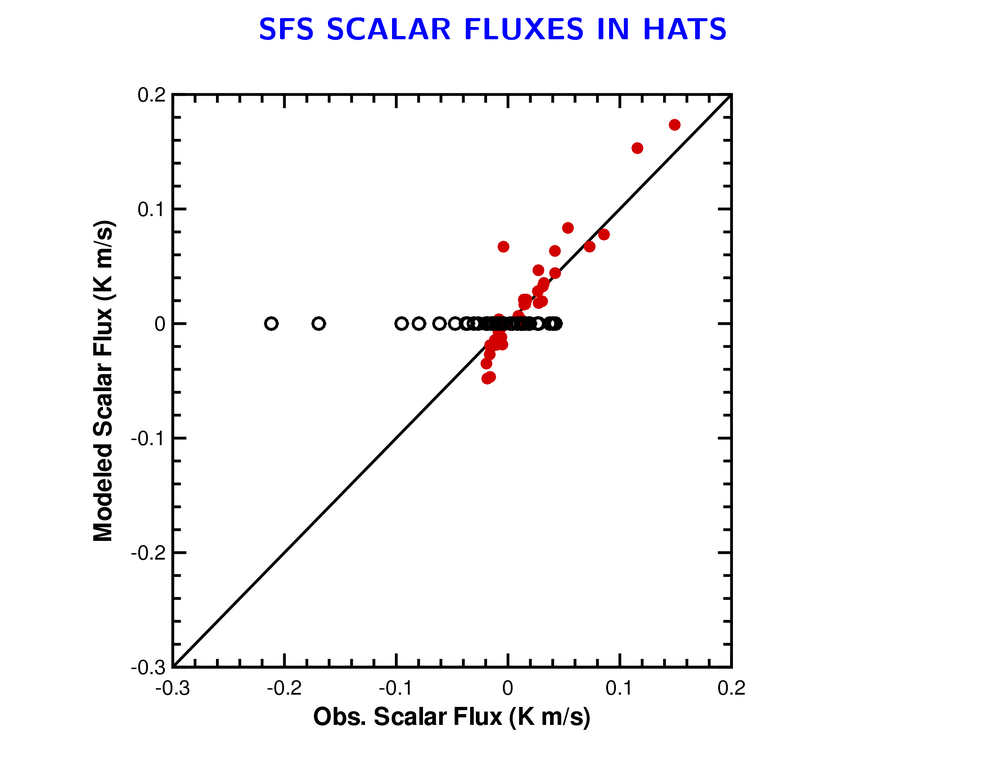 SFS SCALAR FLUXES IN HATS
0.2
0.1
0
-0.1
-0.2
-0.3
Modeled Scalar Flux (K m/s)
-0.3 -0.2 -0.1 0 0.1 0.2
Obs. Scalar Flux (K m/s)